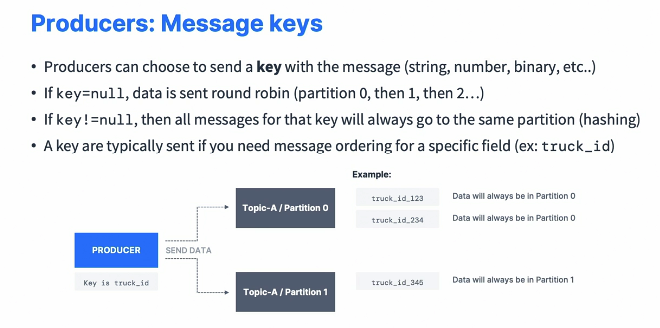 Producers: Message keys
• Producers can choose to send a key with the message (string, number, binary, etc..)
• If key=null, data is sent round robin (partition 0, then 1, then 2…)
• If key!=null, then all messages for that key will always go to the same partition (hashing)
• A key are typically sent if you need message ordering for a specific field (ex: truck_id)
Example:
Topic-A / Partition 0
truck_id_123
Data will always be in Partition 0
truck_id_234
Data will always be in Partition 0
PRODUCER
SEND DATA
Key is truck_id
Topic-A / Partition 1
truck_id_345
Data will always be in Partition 1